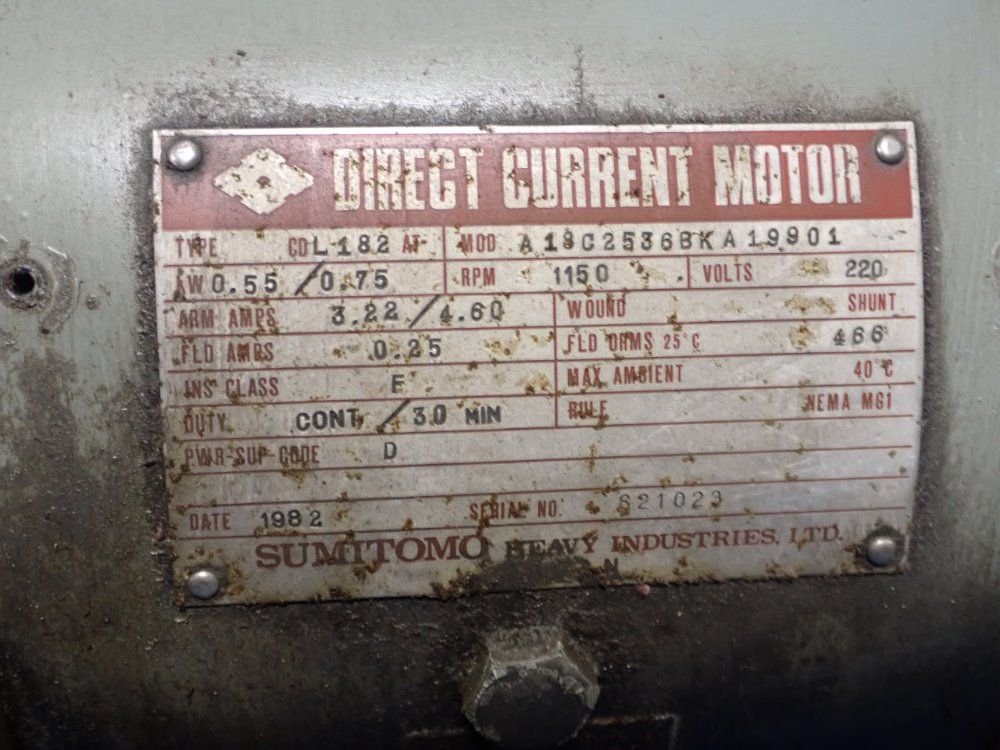 DIRECT CURRENT MOTOR
TYPE CDL 182 AT MOD A19C2536BKA19901
KW 0.55 / 0.75 RPM 1150 VOLTS 220
ARM AMPS 3.22 / 4.60 WOUND SHUNT
FLD AMPS 0.25 FLD OHMS 25°C 466
INS CLASS F MAX AMBIENT 40°C
DUTY CONT / 30 MIN RULE NEMA MG1
PWR SUP CODE D
DATE 1982 SERIAL NO. 821023
SUMITOMO HEAVY INDUSTRIES, LTD.